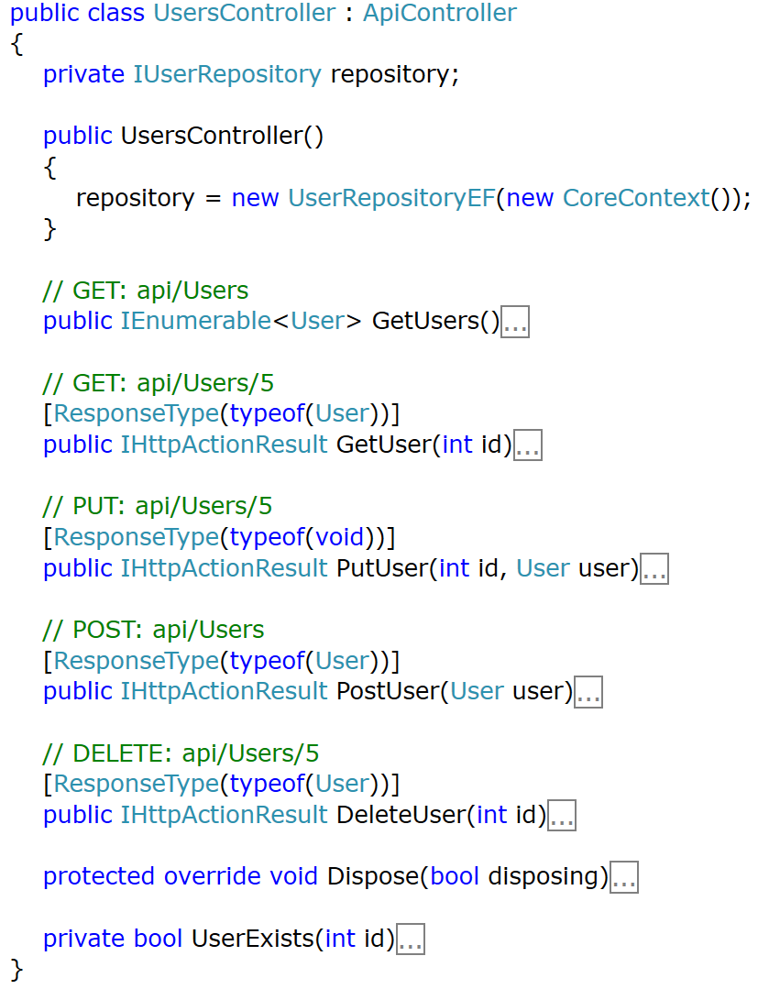 public class UsersController : ApiController
{
private IUserRepository repository;
public UsersController()
{
repository = new UserRepositoryEF(new CoreContext());
}
// GET: api/Users
public IEnumerable<User> GetUsers()...
// GET: api/Users/5
[ResponseType(typeof(User))]
public IHttpActionResult GetUser(int id)...
// PUT: api/Users/5
[ResponseType(typeof(void))]
public IHttpActionResult PutUser(int id, User user)...
// POST: api/Users
[ResponseType(typeof(User))]
public IHttpActionResult PostUser(User user)...
// DELETE: api/Users/5
[ResponseType(typeof(User))]
public IHttpActionResult DeleteUser(int id)...
protected override void Dispose(bool disposing)...
private bool UserExists(int id)...
}